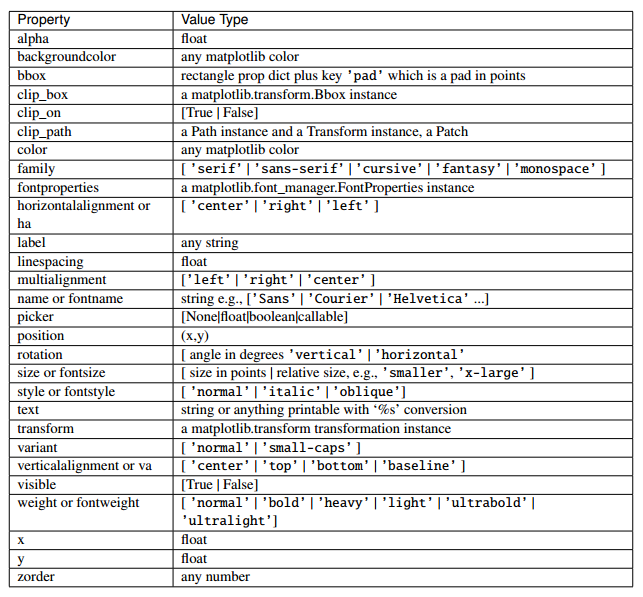 Property Value Type
alpha float
backgroundcolor any matplotlib color
bbox rectangle prop dict plus key 'pad' which is a pad in points
clip_box a matplotlib.transform.Bbox instance
clip_on [True | False]
clip_path a Path instance and a Transform instance, a Patch
color any matplotlib color
family [ 'serif' | 'sans-serif' | 'cursive' | 'fantasy' | 'monospace' ]
fontproperties a matplotlib.font_manager.FontProperties instance
horizontalalignment or [ 'center' | 'right' | 'left' ]
ha
label any string
linespacing float
multialignment ['left' | 'right' | 'center' ]
name or fontname string e.g., ['Sans' | 'Courier' | 'Helvetica' ...]
picker [None|float|boolean|callable]
position (x,y)
rotation [ angle in degrees 'vertical' | 'horizontal'
size or fontsize [ size in points | relative size, e.g., 'smaller', 'x-large' ]
style or fontstyle [ 'normal' | 'italic' | 'oblique']
text string or anything printable with '%s' conversion
transform a matplotlib.transform transformation instance
variant [ 'normal' | 'small-caps' ]
verticalalignment or va [ 'center' | 'top' | 'bottom' | 'baseline' ]
visible [True | False]
weight or fontweight [ 'normal' | 'bold' | 'heavy' | 'light' | 'ultrabold' |
'ultralight']
x float
y float
zorder any number